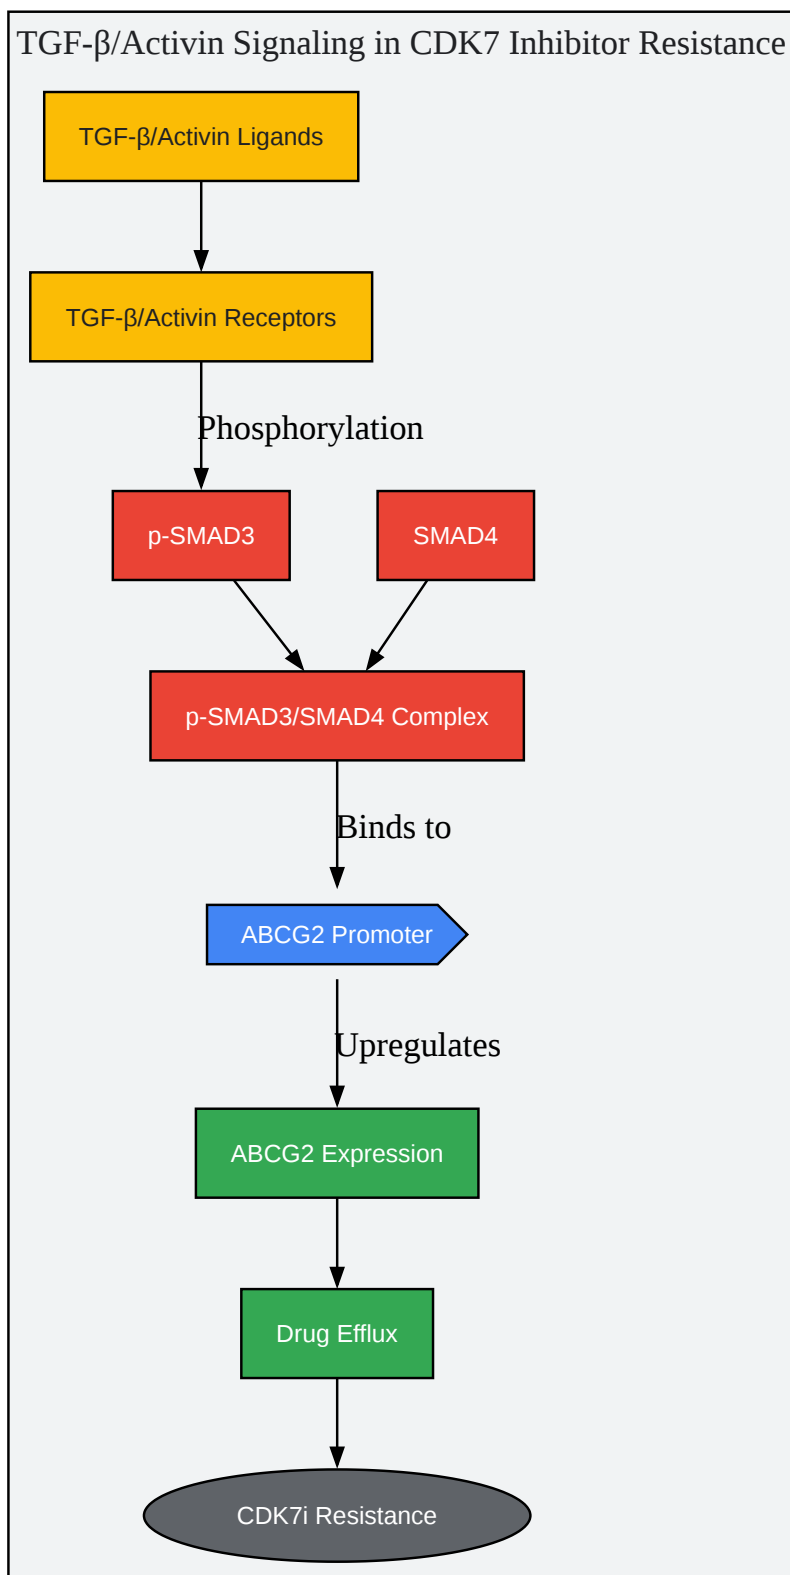 TGF-β/Activin Signaling in CDK7 Inhibitor Resistance
TGF-β/Activin Ligands
TGF-β/Activin Receptors
Phosphorylation
p-SMAD3
SMAD4
p-SMAD3/SMAD4 Complex
Binds to
ABCG2 Promoter
Upregulates
ABCG2 Expression
Drug Efflux
CDK7i Resistance